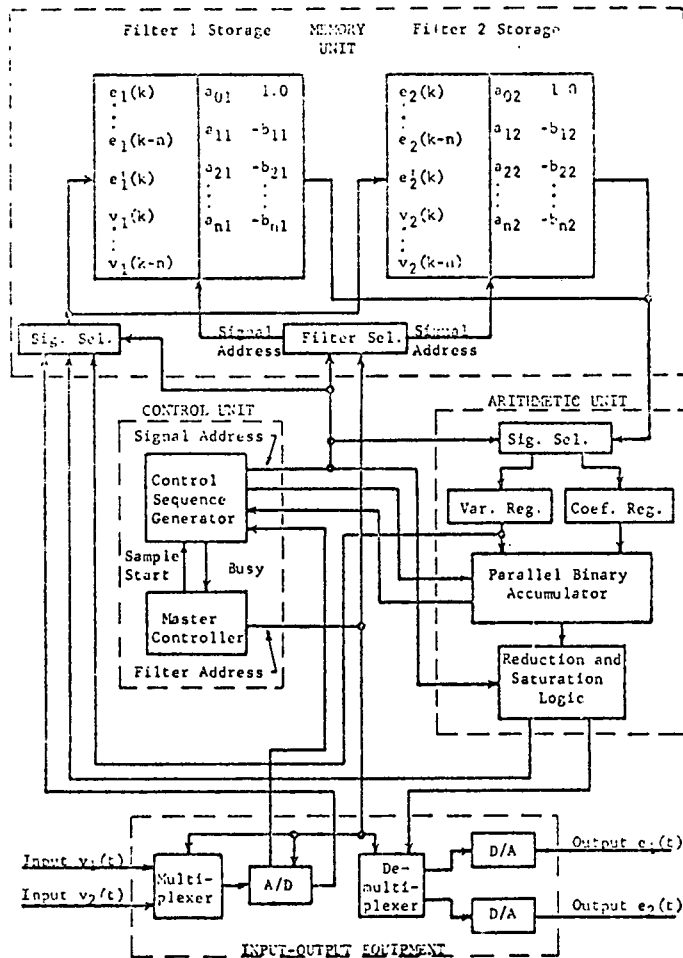 Filter 1 Storage MEMORY UNIT Filter 2 Storage
e1(k) a01 1.0
e1(k-n) a11 -b11
e1'(k) a21 -b21
v1(k) an1 -bn1
v1(k-n)
e2(k) a02 1.0
e2(k-n) a12 -b12
e2'(k) a22 -b22
v2(k) an2 -bn2
v2(k-n)
Sig. Sel.
Signal Address
Filter Sel.
Signal Address
CONTROL UNIT
Signal Address
Control Sequence Generator
Sample Start
Busy
Master Controller
Filter Address
ARITHMETIC UNIT
Sig. Sel.
Var. Reg.
Coef. Reg.
Parallel Binary Accumulator
Reduction and Saturation Logic
Input v1(t)
Input v2(t)
Multi-
plexer
A/D
De-
multi-
plexer
D/A
D/A
Output e1(t)
Output e2(t)
INPUT-OUTPUT EQUIPMENT